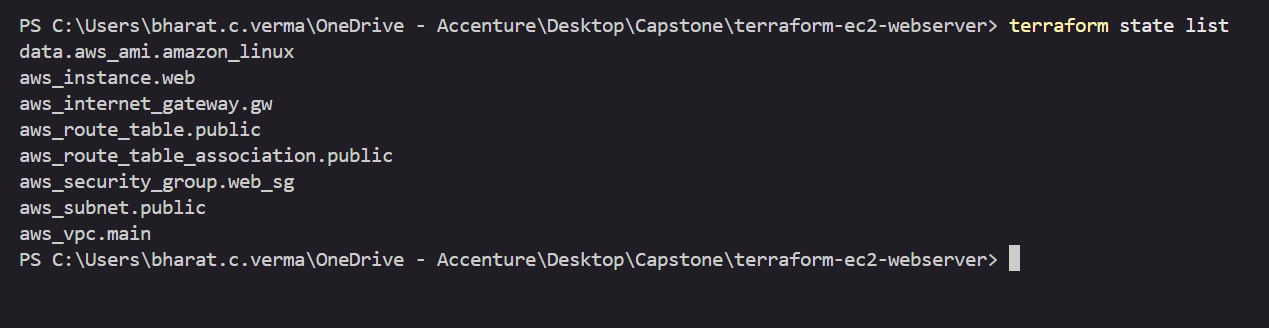 PS C:\Users\bharat.c.verma\OneDrive - Accenture\Desktop\Capstone\terraform-ec2-webserver> terraform state list
data.aws_ami.amazon_linux
aws_instance.web
aws_internet_gateway.gw
aws_route_table.public
aws_route_table_association.public
aws_security_group.web_sg
aws_subnet.public
aws_vpc.main
PS C:\Users\bharat.c.verma\OneDrive - Accenture\Desktop\Capstone\terraform-ec2-webserver>